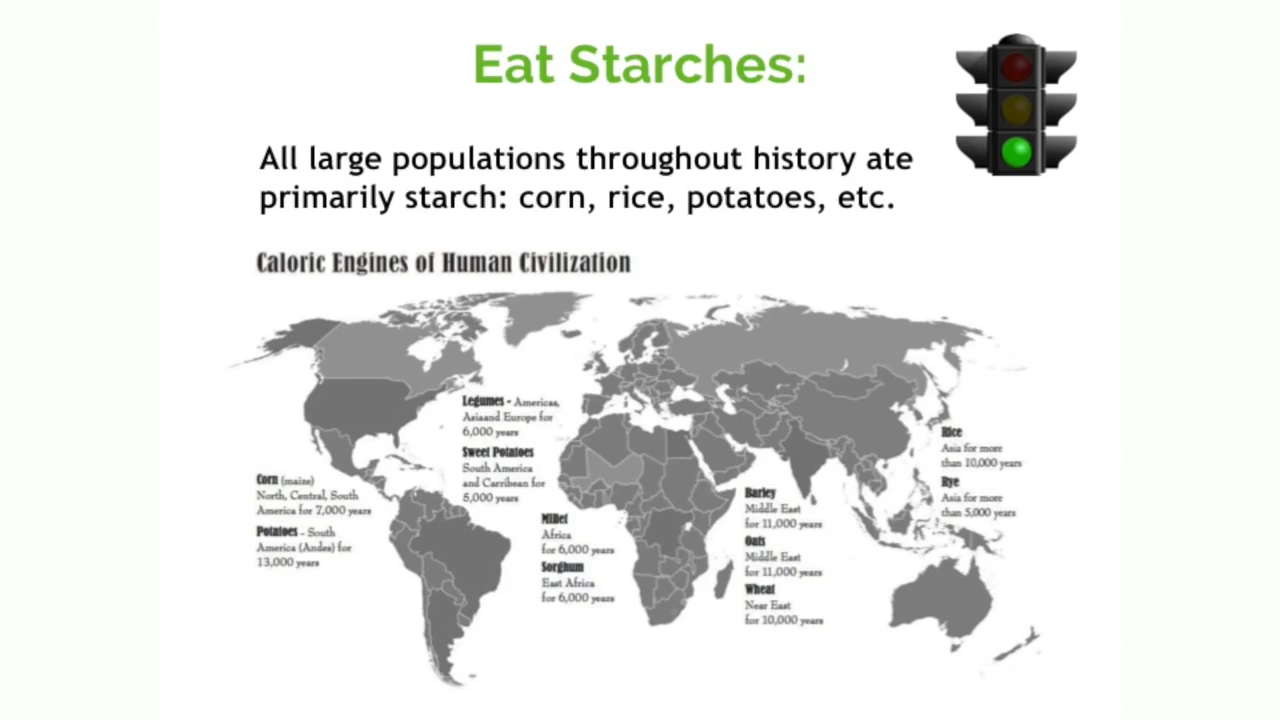 Eat Starches:
All large populations throughout history ate
primarily starch: corn, rice, potatoes, etc.
Caloric Engines of Human Civilization
Legumes - Americas,
Asiaand Europe for
6,000 years
Sweet Potatoes
South America
and Carribean for
5,000 years
Corn (maize)
North, Central, South
America for 7,000 years
Potatoes - South
America (Andes) for
13,000 years
Millet
Africa
for 6,000 years
Sorghum
East Africa
for 6,000 years
Barley
Middle East
for 11,000 years
Oats
Middle East
for 11,000 years
Wheat
Near East
for 10,000 years
Rice
Asia for more
than 10,000 years
Rye
Asia for more
than 5,000 years